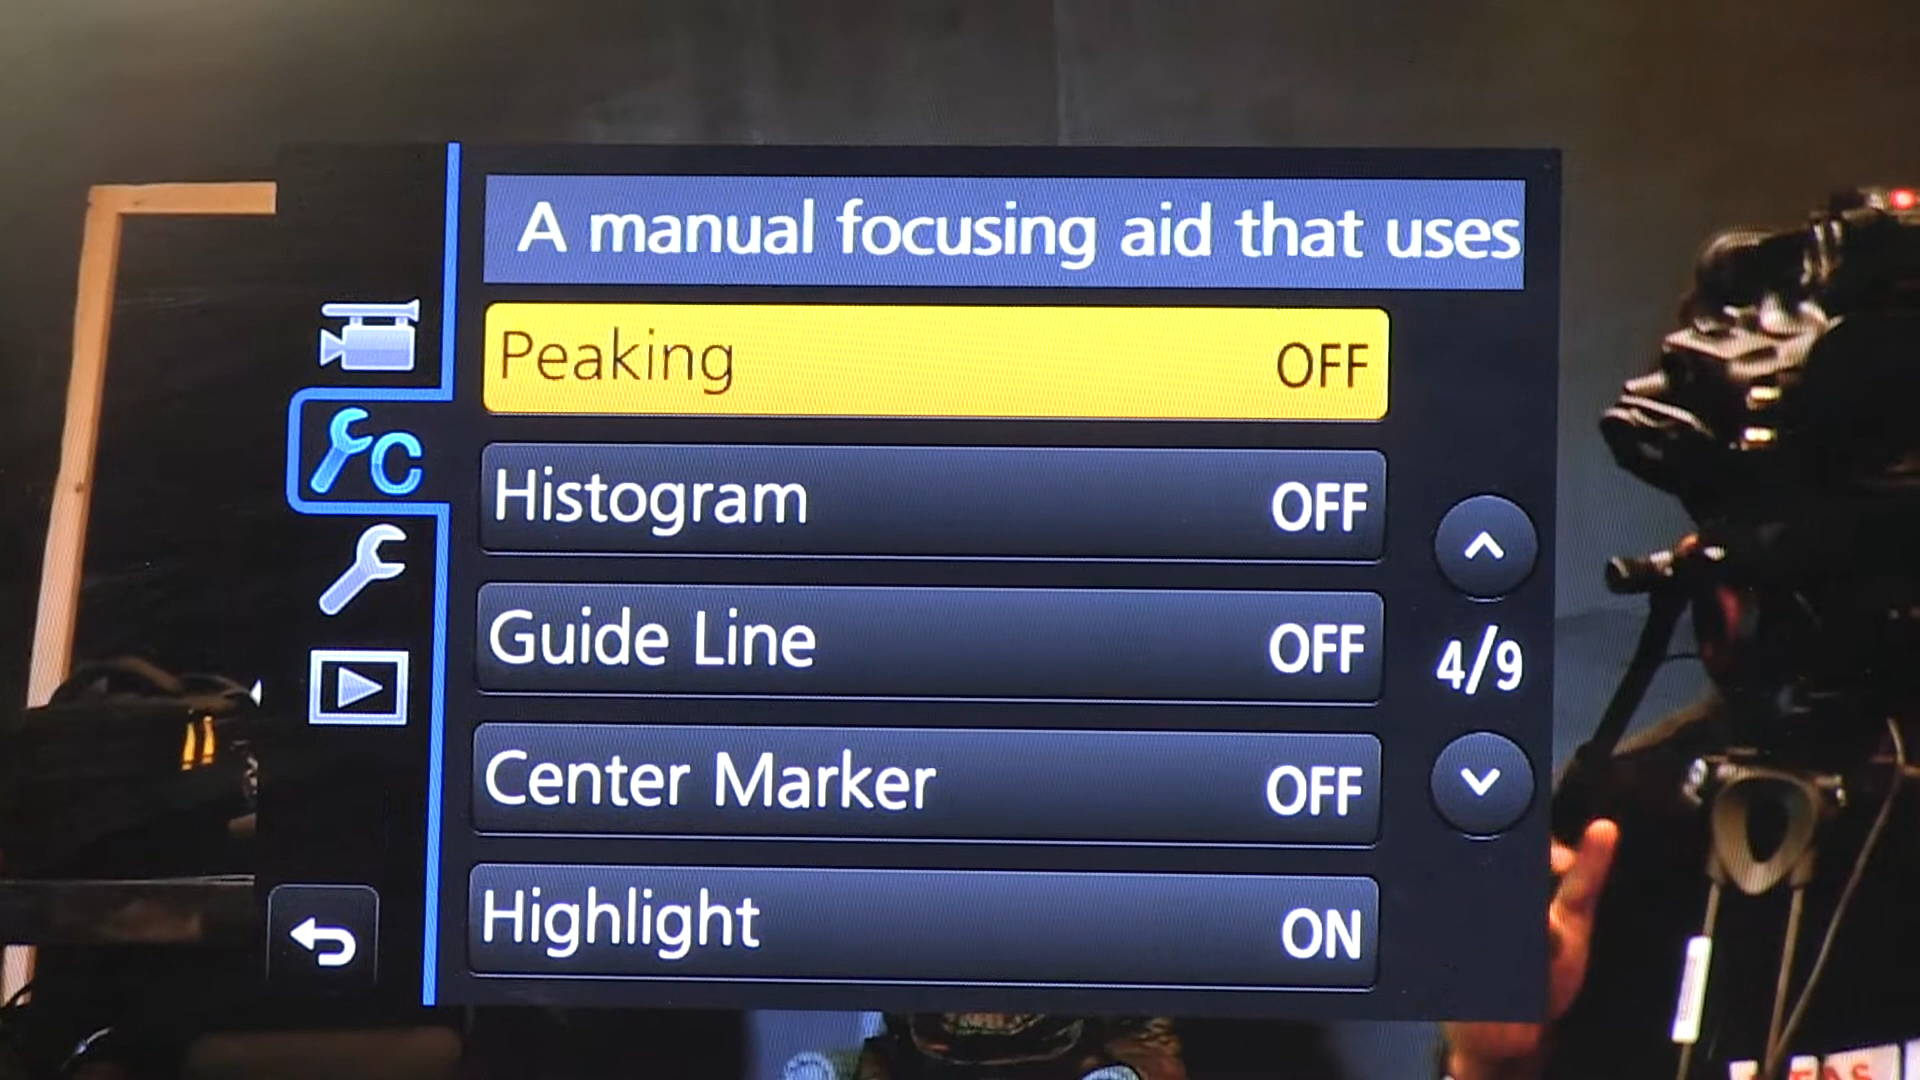 A manual focusing aid that uses
Peaking OFF
Histogram OFF
Guide Line OFF
4/9
Center Marker OFF
Highlight ON
C